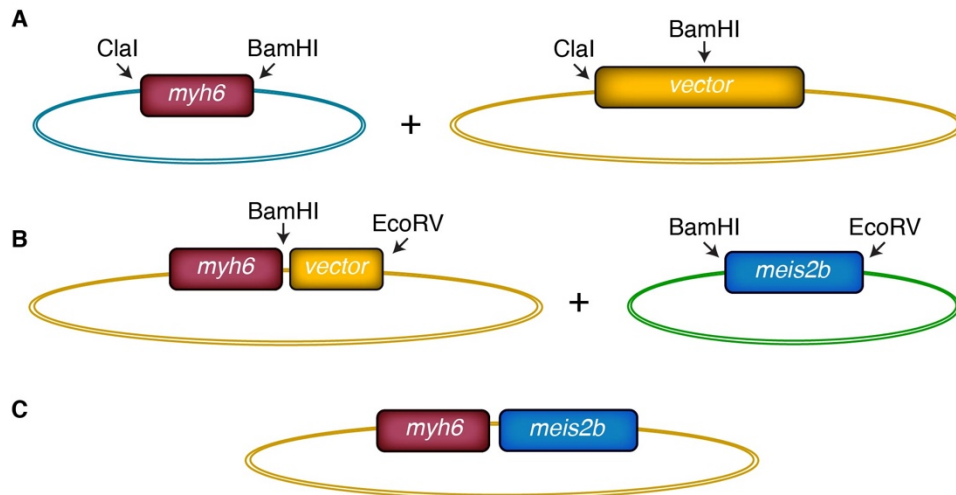 A
ClaI
BamHI
myh6
+
ClaI
BamHI
vector
B
BamHI
EcoRV
myh6
vector
+
BamHI
EcoRV
meis2b
C
myh6
meis2b